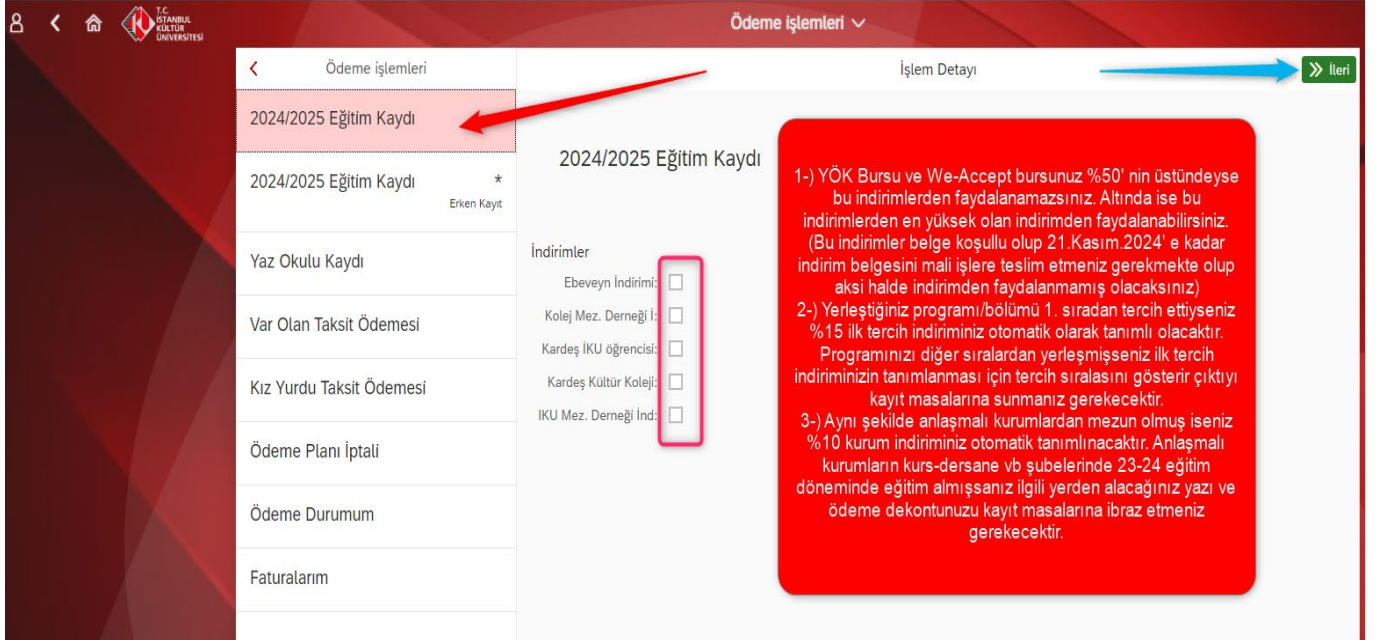 T.C.
İSTANBUL
KÜLTÜR
ÜNİVERSİTESİ
Ödeme işlemleri
Ödeme işlemleri
2024/2025 Eğitim Kaydı
2024/2025 Eğitim Kaydı *
Erken Kayıt
Yaz Okulu Kaydı
Var Olan Taksit Ödemesi
Kız Yurdu Taksit Ödemesi
Ödeme Planı İptali
Ödeme Durumum
Faturalarım
İşlem Detayı
İleri
2024/2025 Eğitim Kaydı
İndirimler
Ebeveyn İndirimi:
Kolej Mez. Derneği İ:
Kardeş İKU öğrencisi:
Kardeş Kültür Koleji:
IKU Mez. Derneği İnd:
1-) YÖK Bursu ve We-Accept bursunuz %50' nin üstündeyse
bu indirimlerden faydalanamazsınız. Altında ise bu
indirimlerden en yüksek olan indirimden faydalanabilirsiniz.
(Bu indirimler belge koşullu olup 21.Kasım.2024' e kadar
indirim belgesini mali işlere teslim etmeniz gerekmekte olup
aksi halde indirimden faydalanmamış olacaksınız)
2-) Yerleştiğiniz programı/bölümü 1. sıradan tercih ettiyseniz
%15 ilk tercih indiriminiz otomatik olarak tanımlı olacaktır.
Programınızı diğer sıralardan yerleşmişseniz ilk tercih
indiriminizin tanımlanması için tercih sıralasını gösterir çıktıyı
kayıt masalarına sunmanız gerekecektir.
3-) Aynı şekilde anlaşmalı kurumlardan mezun olmuş iseniz
%10 kurum indiriminiz otomatik tanımlınacaktır. Anlaşmalı
kurumların kurs-dersane vb şubelerinde 23-24 eğitim
döneminde eğitim almışsanız ilgili yerden alacağınız yazı ve
ödeme dekontunuzu kayıt masalarına ibraz etmeniz
gerekecektir.